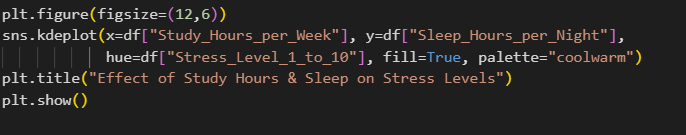 plt.figure(figsize=(12,6))
sns.kdeplot(x=df["Study_Hours_per_Week"], y=df["Sleep_Hours_per_Night"],
            hue=df["Stress_Level_1_to_10"], fill=True, palette="coolwarm")
plt.title("Effect of Study Hours & Sleep on Stress Levels")
plt.show()